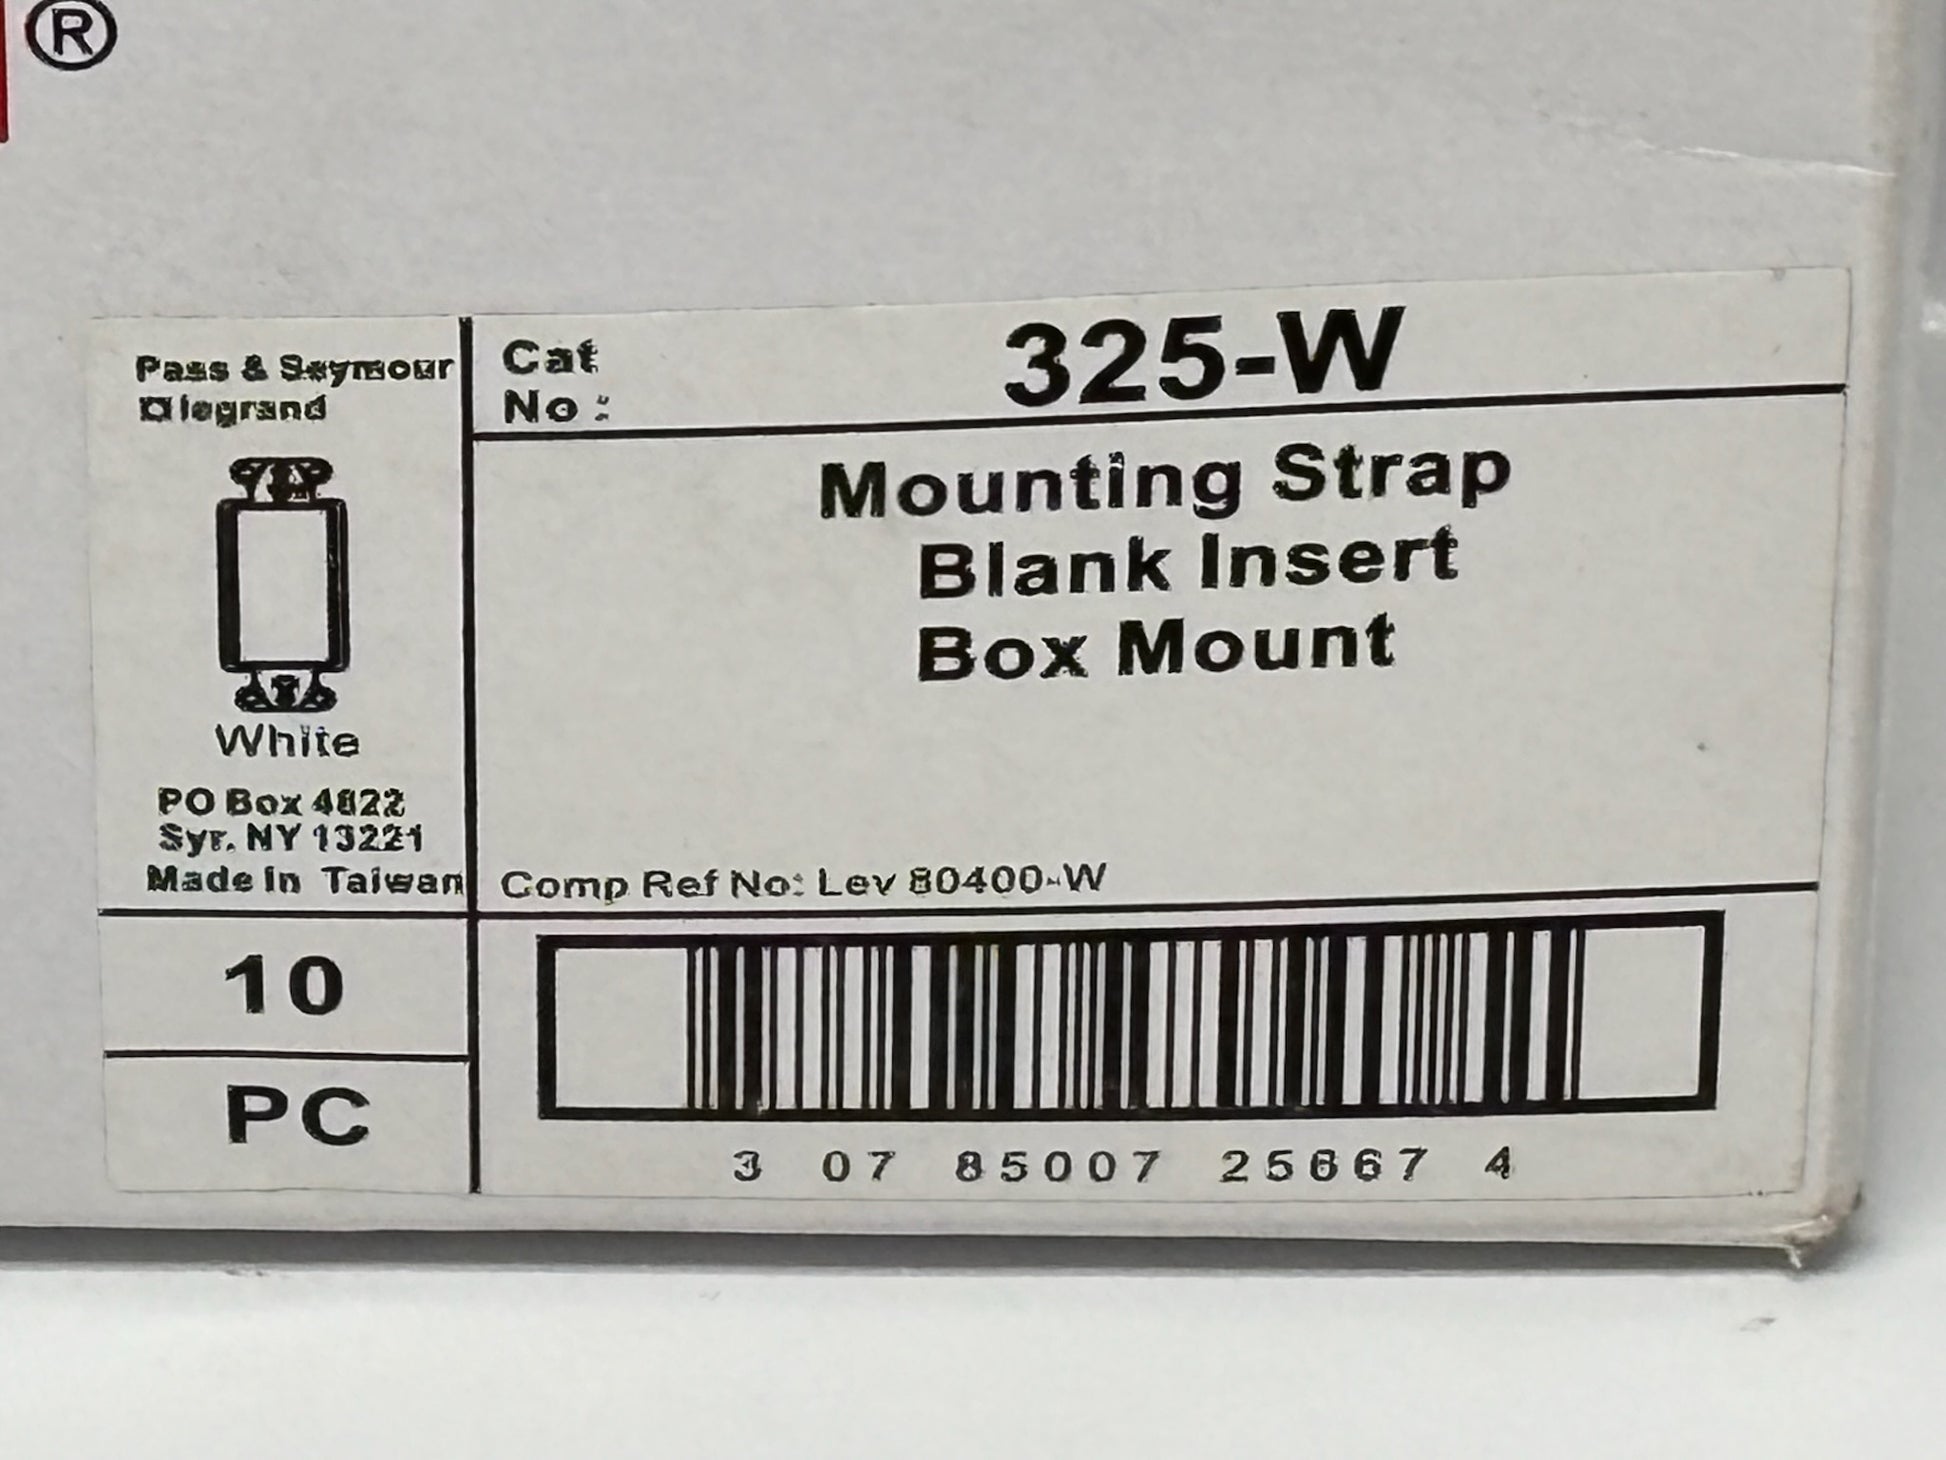 ®
Pass & Seymour
legrand
White
PO Box 4822
Syr. NY 13221
Made In Taiwan
10
PC
Cat
No :
325-W
Mounting Strap
Blank Insert
Box Mount
Comp Ref No: Lev 80400-W
3 07 85007 25667 4